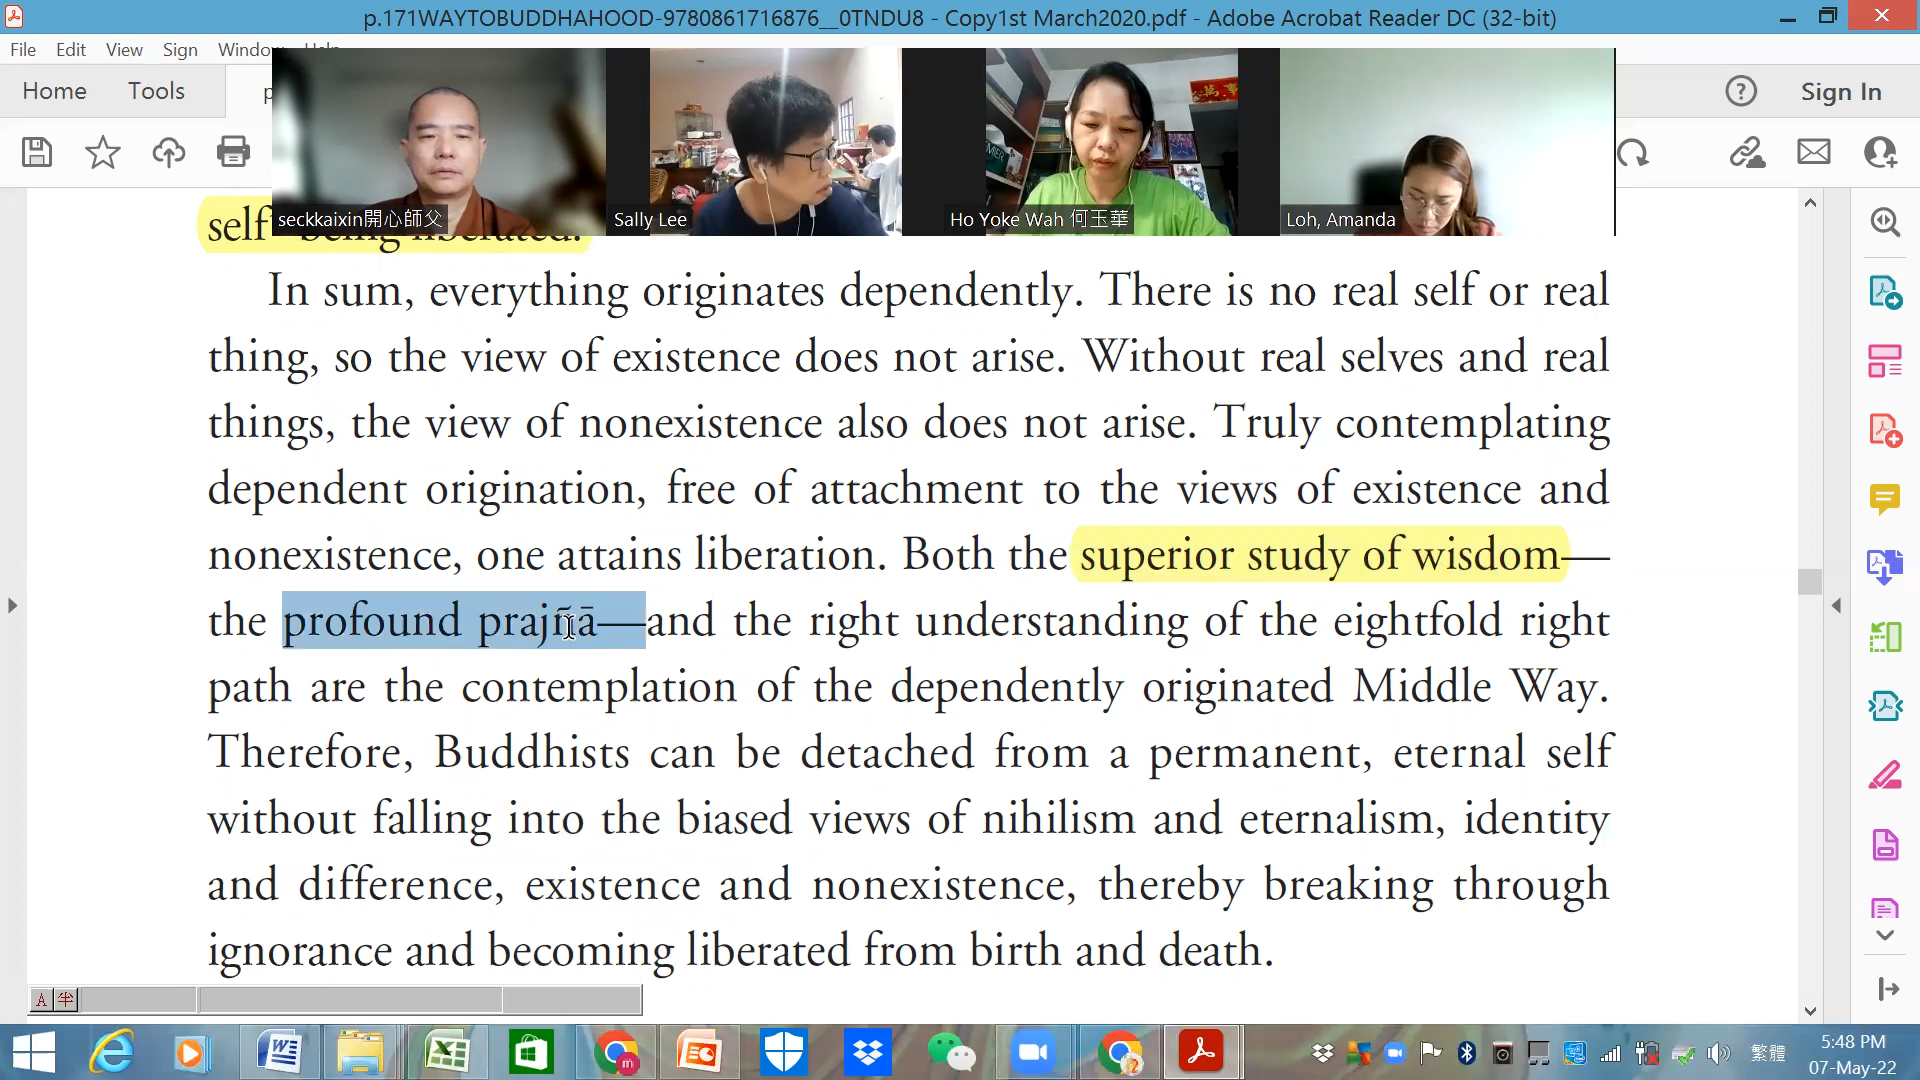 p.171WAYTOBUDDHAHOOD-9780861716876__0TNDU8 - Copy1st March2020.pdf - Adobe Acrobat Reader DC (32-bit)
File Edit View Sign Window Help
Home Tools
Sign In
seckkaixin開心師父
Sally Lee
Ho Yoke Wah 何玉華
Loh, Amanda
self" being liberated.
In sum, everything originates dependently. There is no real self or real
thing, so the view of existence does not arise. Without real selves and real
things, the view of nonexistence also does not arise. Truly contemplating
dependent origination, free of attachment to the views of existence and
nonexistence, one attains liberation. Both the superior study of wisdom—
the profound prajñā—and the right understanding of the eightfold right
path are the contemplation of the dependently originated Middle Way.
Therefore, Buddhists can be detached from a permanent, eternal self
without falling into the biased views of nihilism and eternalism, identity
and difference, existence and nonexistence, thereby breaking through
ignorance and becoming liberated from birth and death.
A 半
繁體
5:48 PM
07-May-22